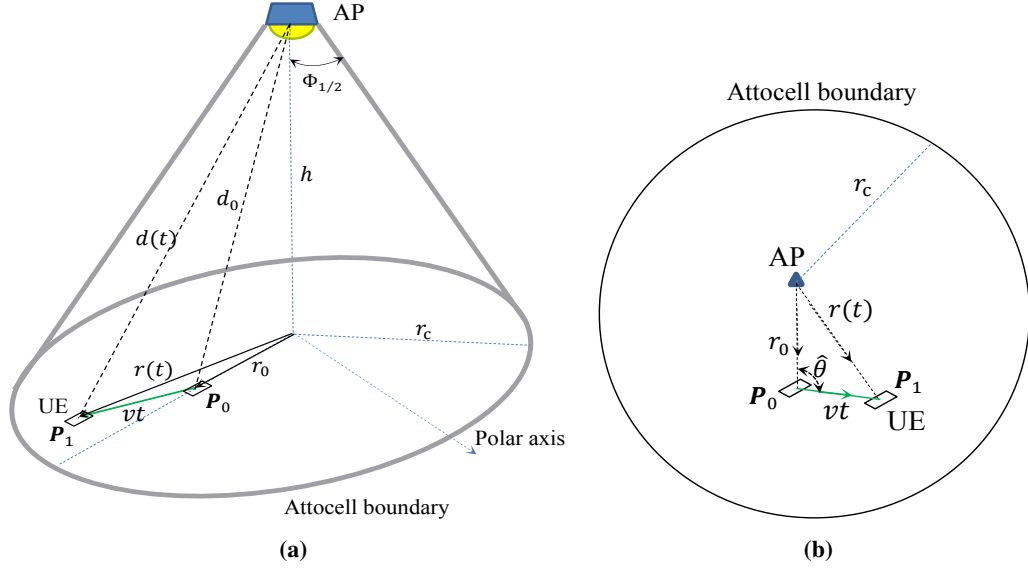 AP
Φ1/2
h
d0
d(t)
rc
r(t)
r0
UE
P0
vt
P1
Polar axis
Attocell boundary
(a)
Attocell boundary
rc
AP
r(t)
r0
θ̂
P1
P0
vt
UE
(b)